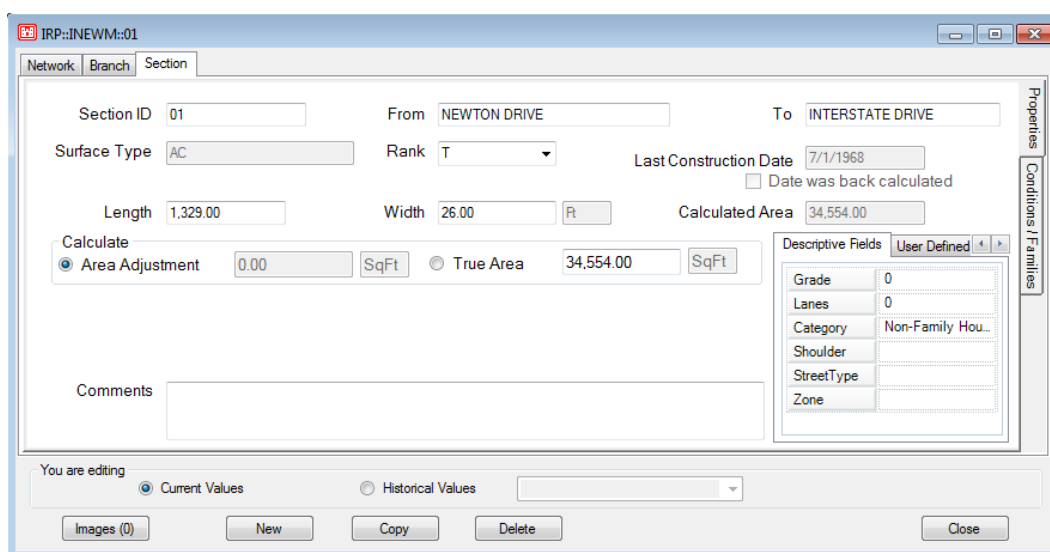 IRP::INEWM::01
Network Branch Section
Section ID 01 From NEWTON DRIVE To INTERSTATE DRIVE
Surface Type AC Rank T Last Construction Date 7/1/1968
Date was back calculated
Length 1,329.00 Width 26.00 Ft Calculated Area 34,554.00
Calculate
Area Adjustment 0.00 SqFt True Area 34,554.00 SqFt
Descriptive Fields User Defined
Grade 0
Lanes 0
Category Non-Family Hou...
Shoulder
StreetType
Zone
Comments
Properties
Conditions / Families
You are editing
Current Values Historical Values
Images (0) New Copy Delete Close